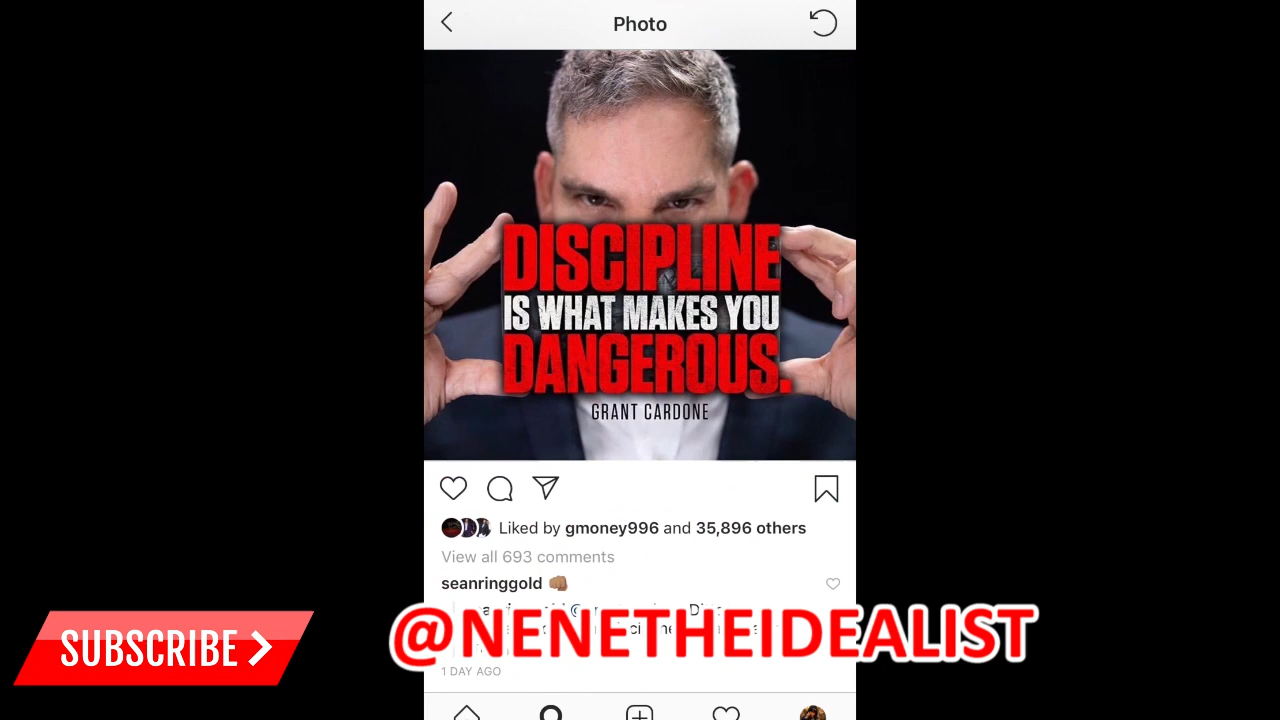 Photo
DISCIPLINE
IS WHAT MAKES YOU
DANGEROUS.
GRANT CARDONE
Liked by gmoney996 and 35,896 others
View all 693 comments
seanringgold 👊🏽
SUBSCRIBE
@NENETHEIDEALIST
1 DAY AGO